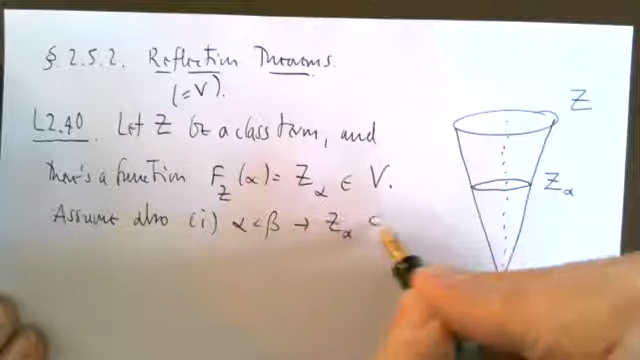 § 2.5.2. Reflection Theorems.
(=V).
L2.40 Let Z be a class term, and
there's a function F_Z(α) = Z_α ∈ V.
Assume also (i) α<β → Z_α
Z
Z_α